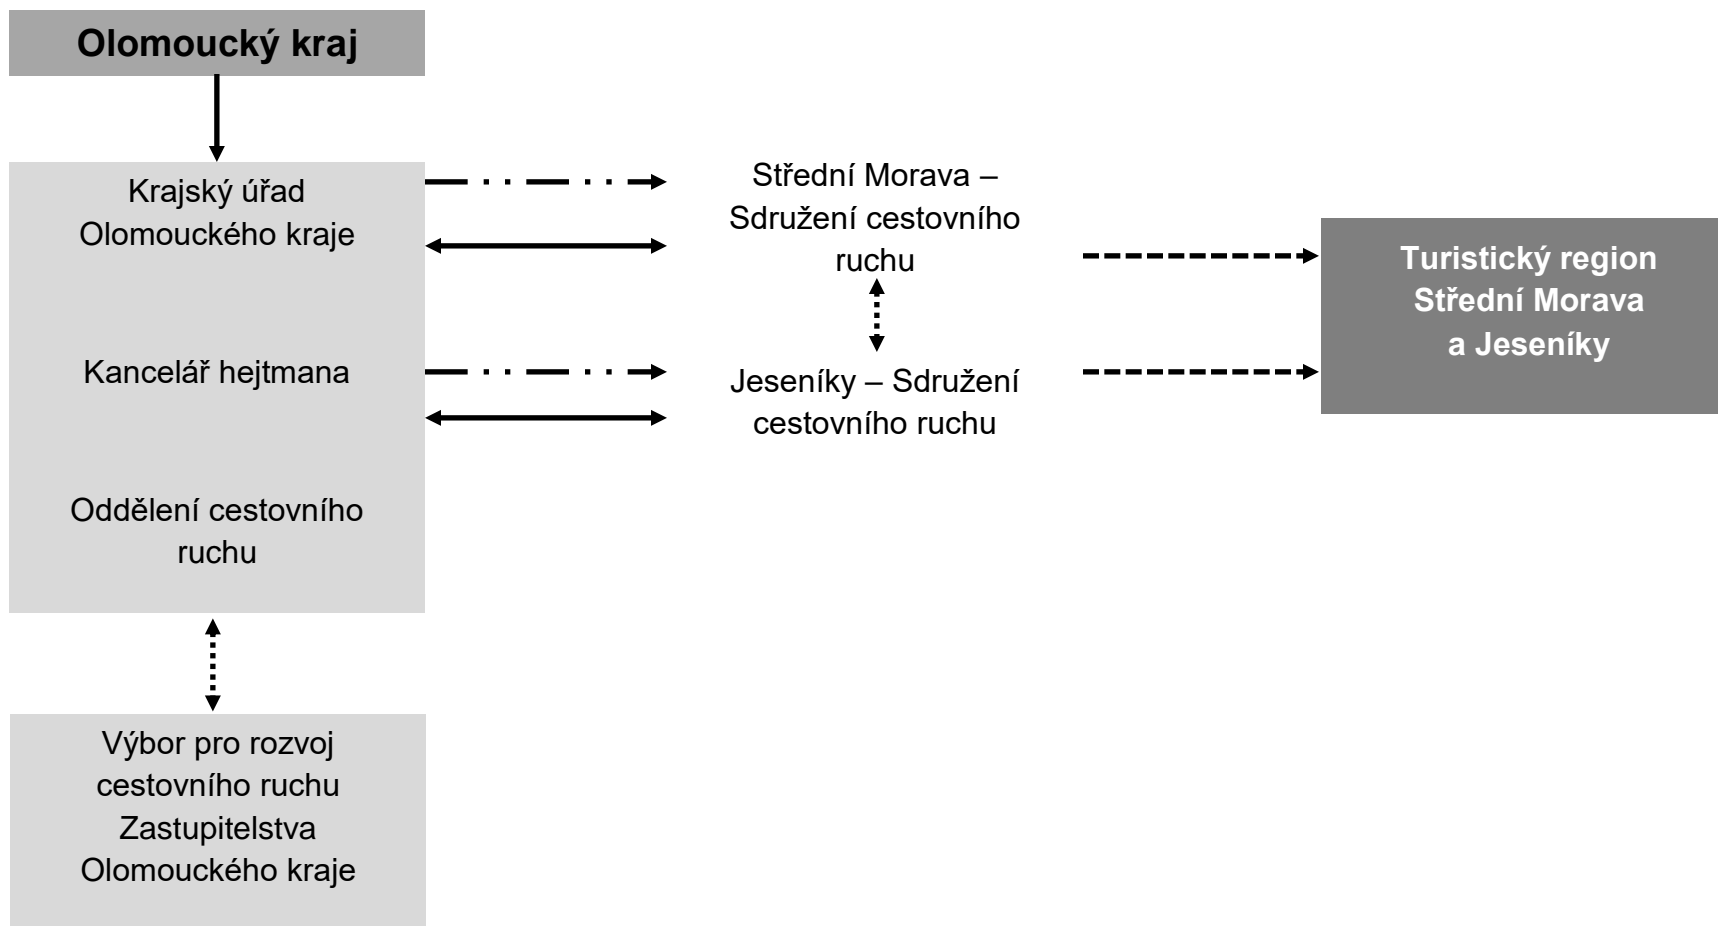 Olomoucký kraj
Krajský úřad
Olomouckého kraje
Kancelář hejtmana
Oddělení cestovního
ruchu
Výbor pro rozvoj
cestovního ruchu
Zastupitelstva
Olomouckého kraje
Střední Morava –
Sdružení cestovního
ruchu
Jeseníky – Sdružení
cestovního ruchu
Turistický region
Střední Morava
a Jeseníky